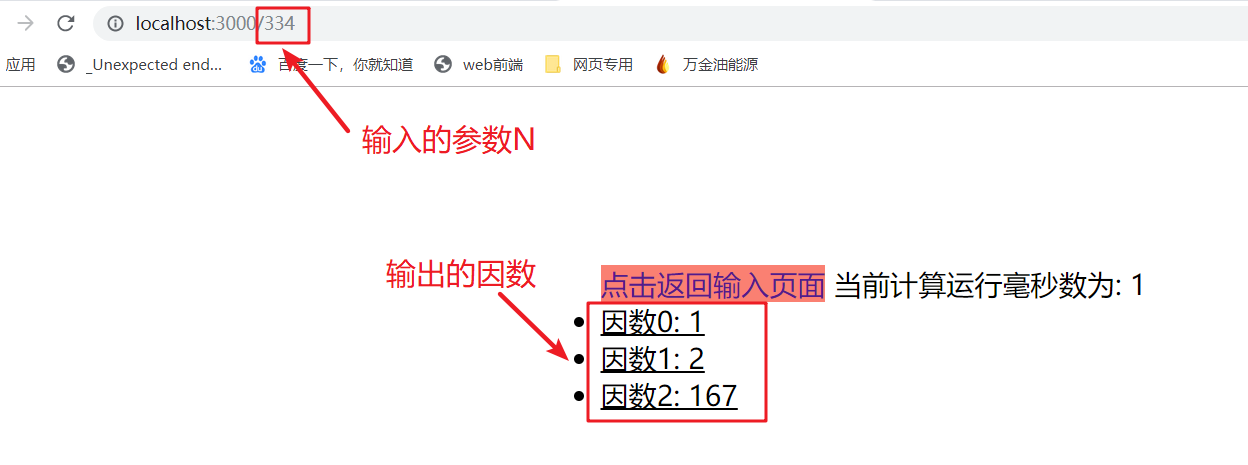 localhost:3000/334
应用 _Unexpected end... 百度一下，你就知道 web前端 网页专用 万金油能源
输入的参数N
输出的因数
点击返回输入页面 当前计算运行毫秒数为: 1
因数0: 1
因数1: 2
因数2: 167